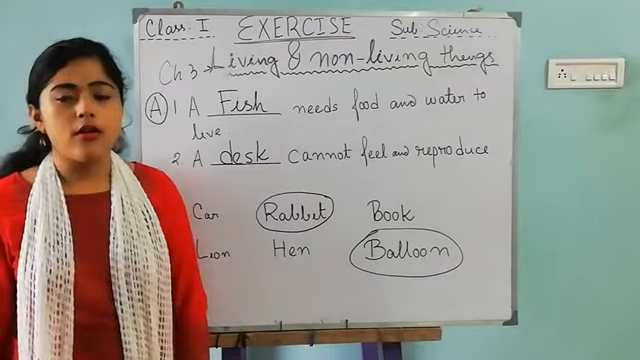 Class. I EXERCISE Sub. Science
Ch 3 → Living & non-living things
(A) 1 A Fish needs food and water to
live.
2. A desk cannot feel and reproduce
Car Rabbit Book
Lion Hen Balloon